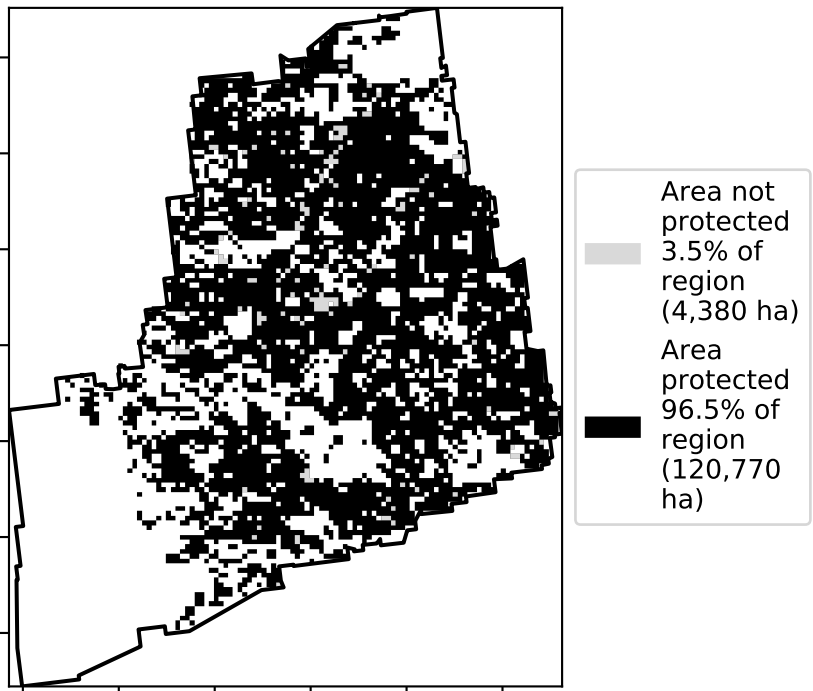 Area not
protected
3.5% of
region
(4,380 ha)
Area
protected
96.5% of
region
(120,770
ha)